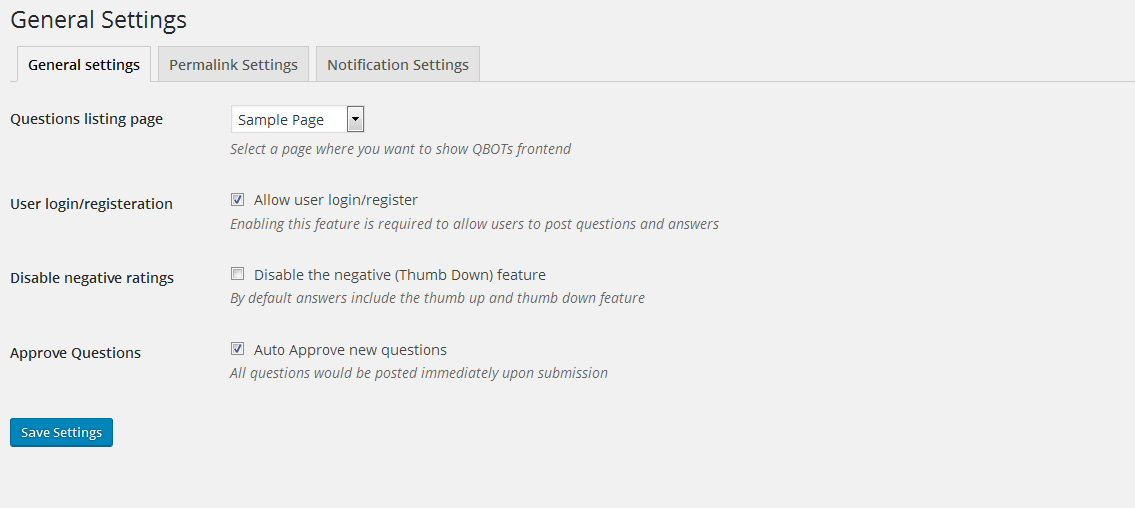 General Settings
General settings
Permalink Settings
Notification Settings
Questions listing page
Sample Page
Select a page where you want to show QBOTs frontend
User login/registeration
Allow user login/register
Enabling this feature is required to allow users to post questions and answers
Disable negative ratings
Disable the negative (Thumb Down) feature
By default answers include the thumb up and thumb down feature
Approve Questions
Auto Approve new questions
All questions would be posted immediately upon submission
Save Settings